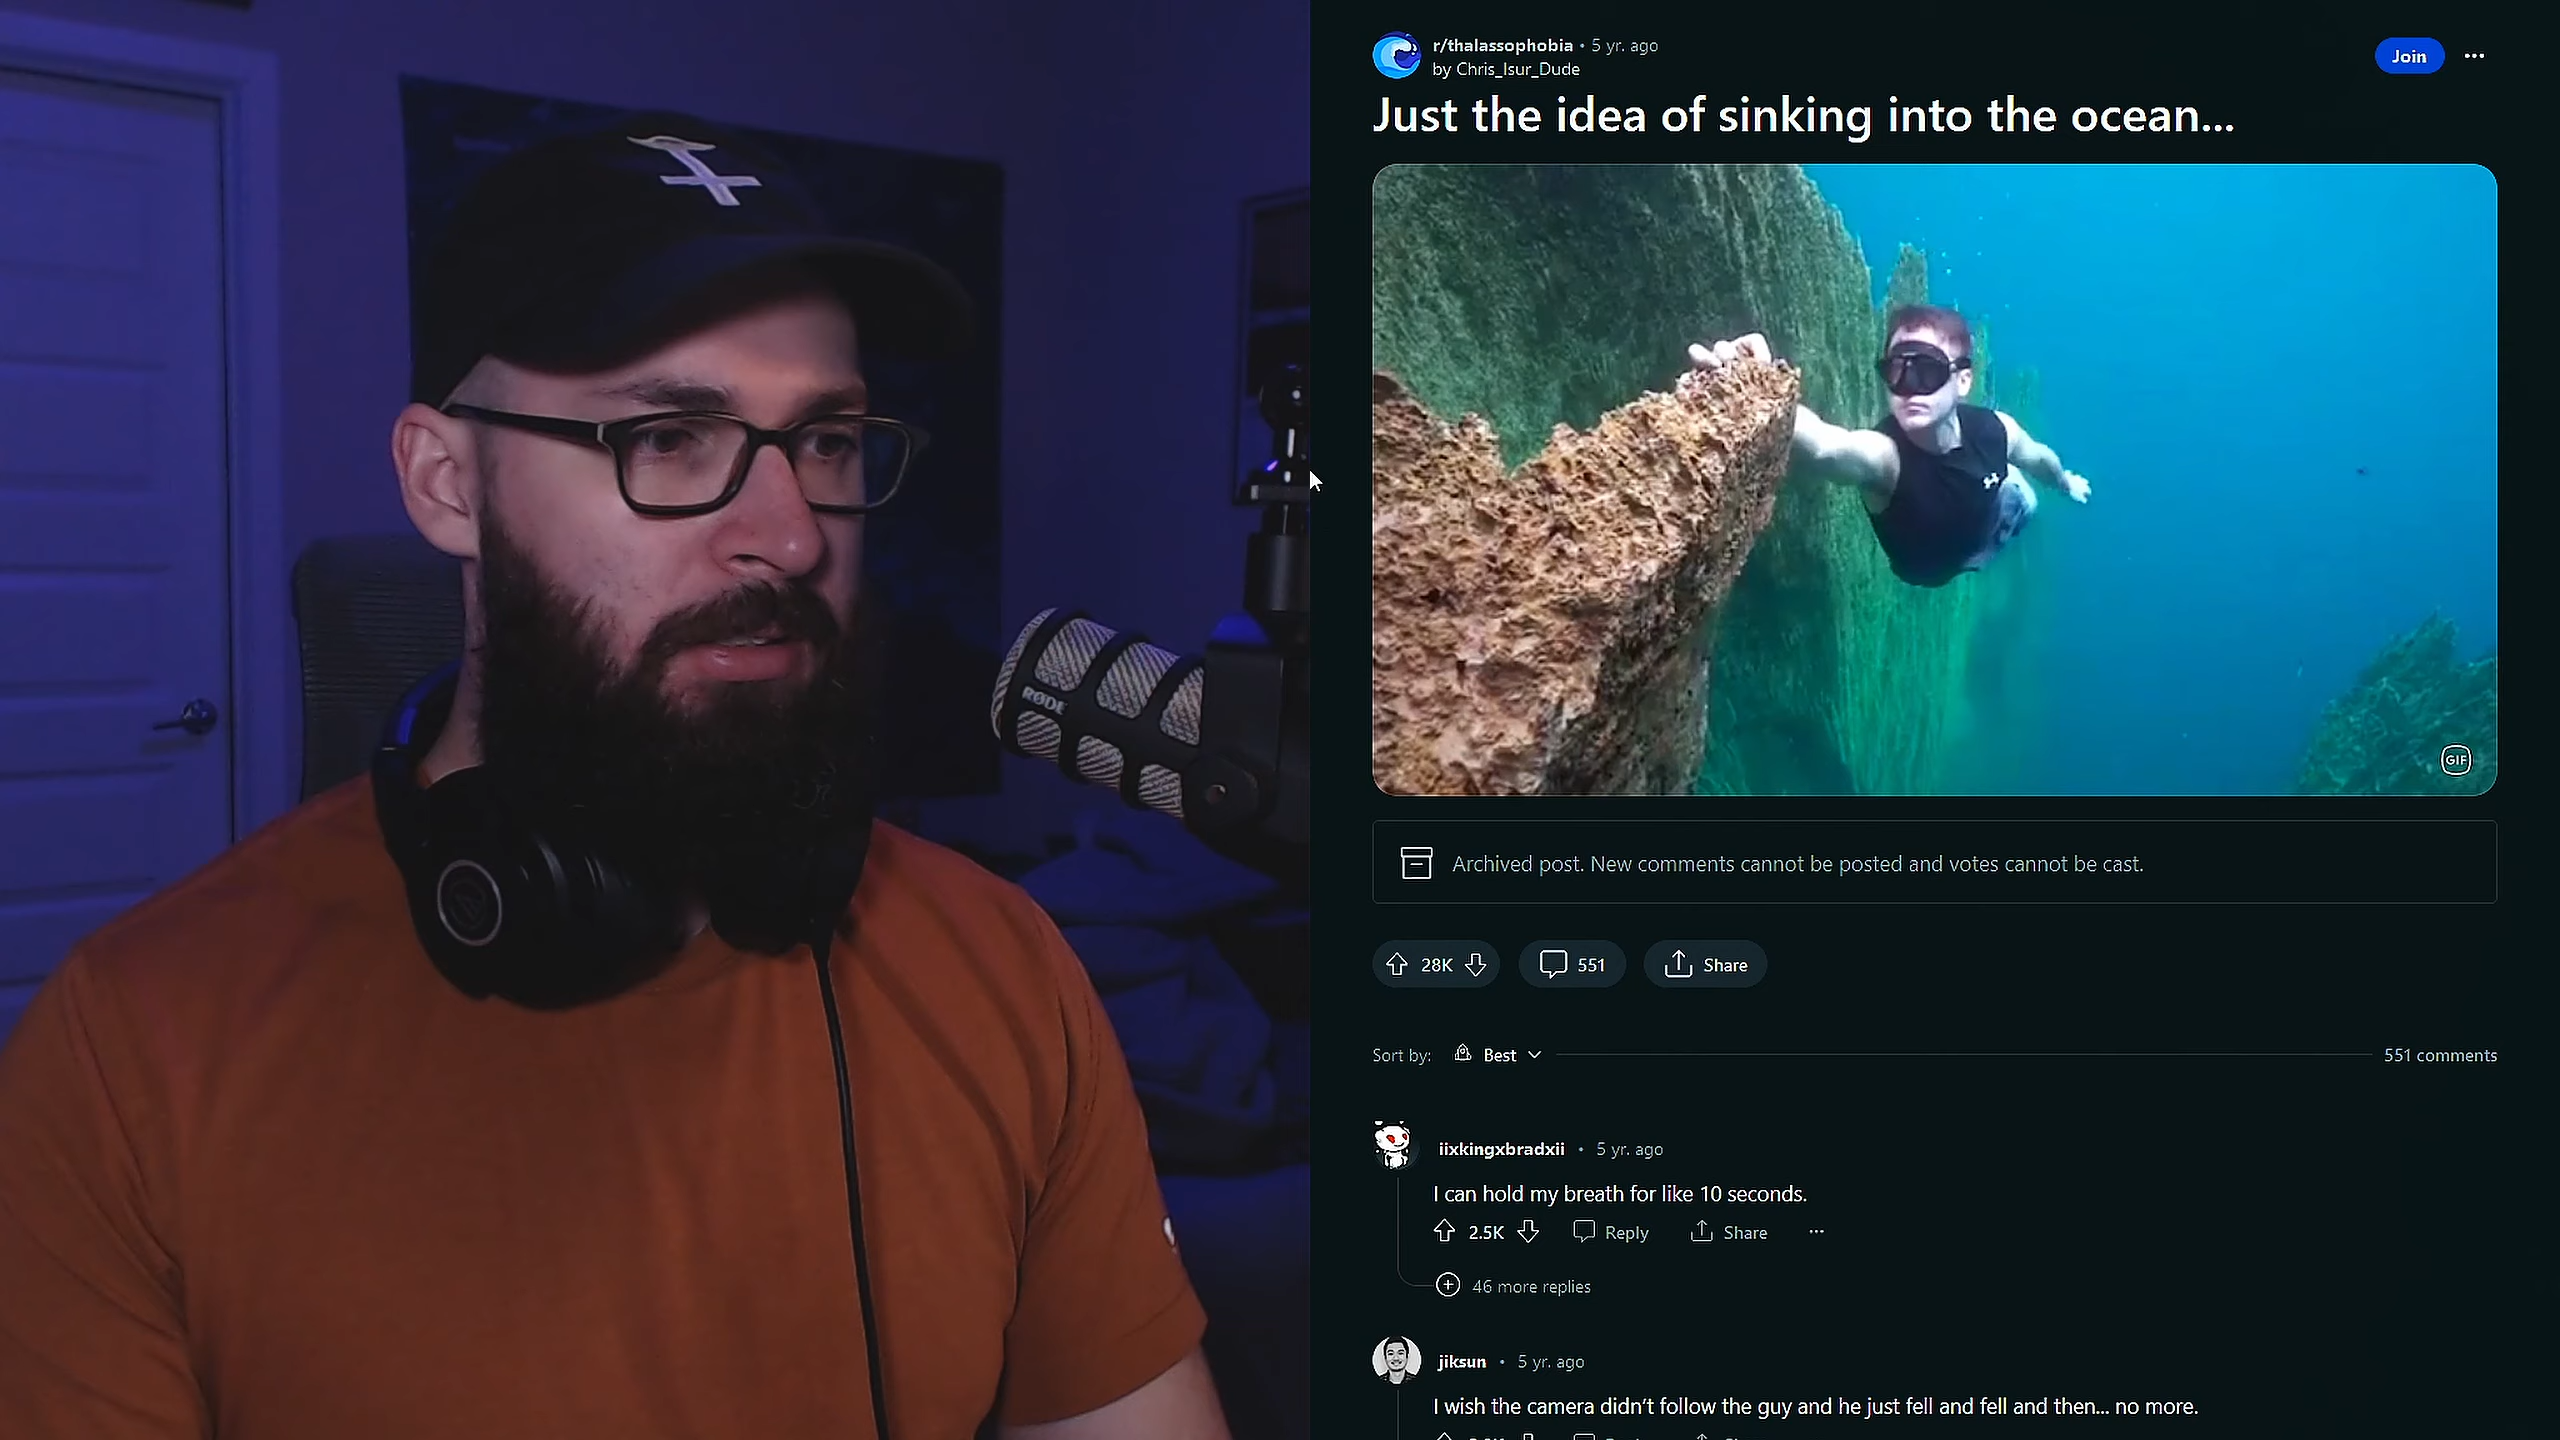 r/thalassophobia • 5 yr. ago
by Chris_Isur_Dude
Join
Just the idea of sinking into the ocean...
GIF
RØDE
Archived post. New comments cannot be posted and votes cannot be cast.
28K
551
Share
Sort by: Best
551 comments
iixkingxbradxii • 5 yr. ago
I can hold my breath for like 10 seconds.
2.5K Reply Share
46 more replies
jiksun • 5 yr. ago
I wish the camera didn't follow the guy and he just fell and fell and then... no more.